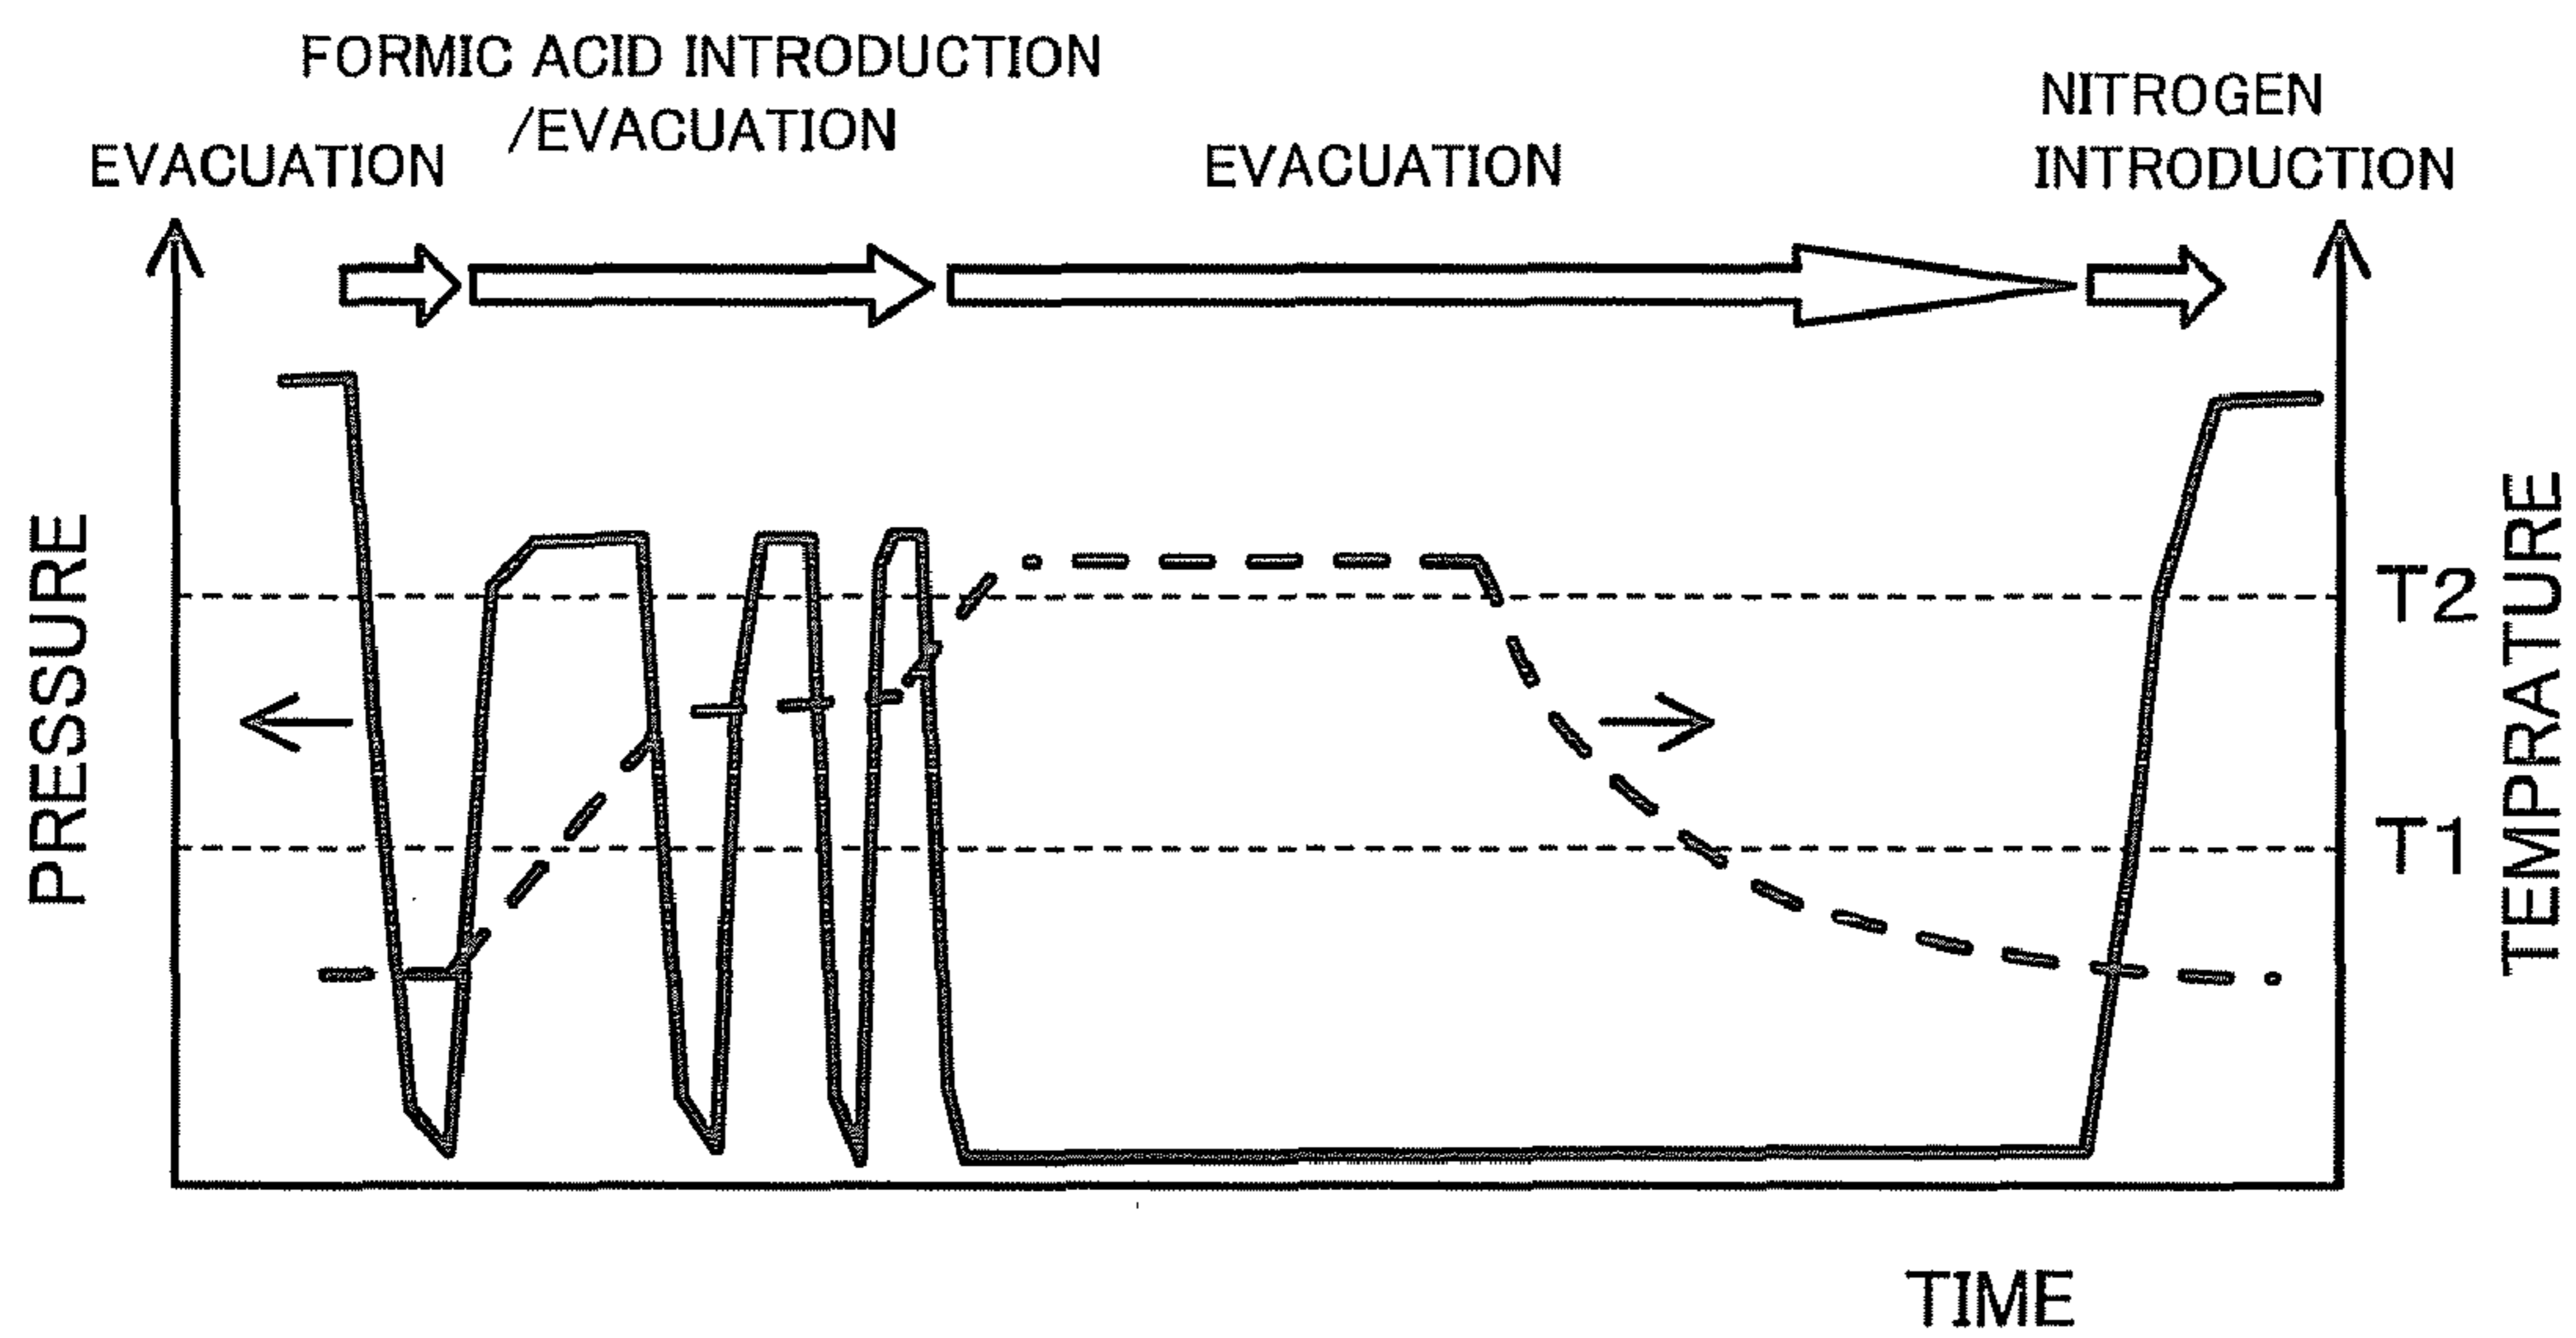 FORMIC ACID INTRODUCTION
/EVACUATION
EVACUATION
EVACUATION
NITROGEN
INTRODUCTION
PRESSURE
T2
T1
TEMPRATURE
TIME